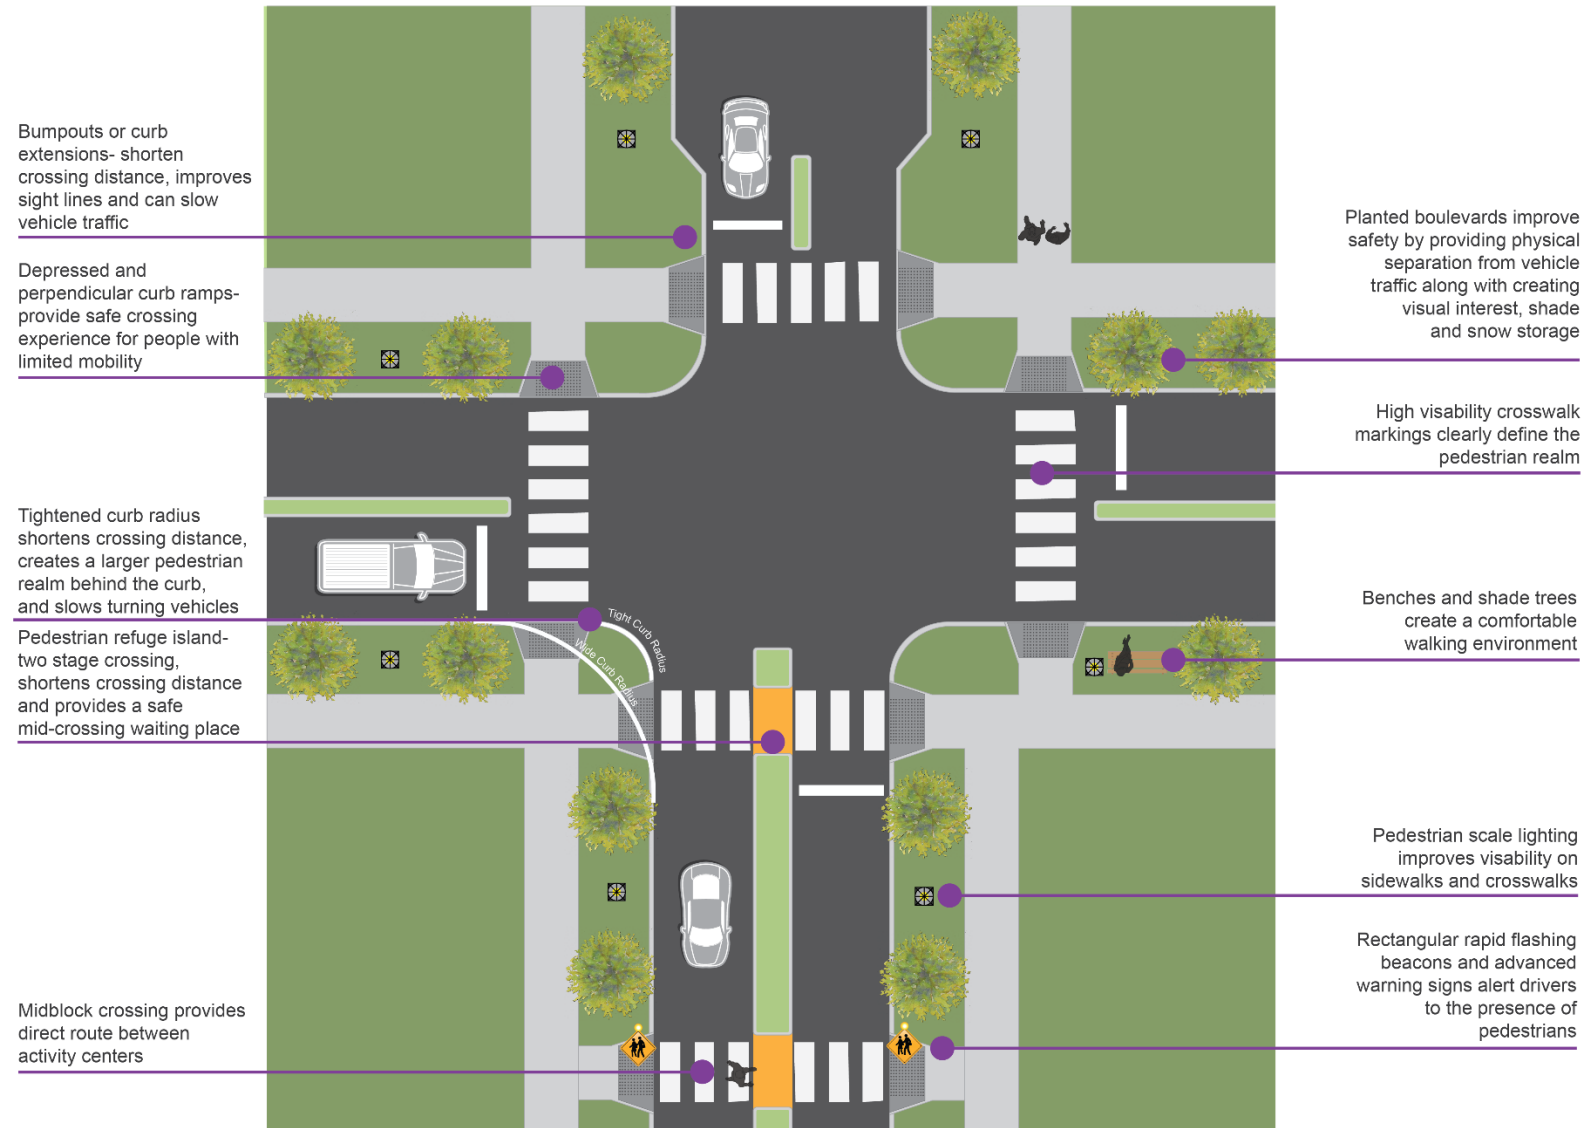 Bumpouts or curb
extensions- shorten
crossing distance, improves
sight lines and can slow
vehicle traffic
Depressed and
perpendicular curb ramps-
provide safe crossing
experience for people with
limited mobility
Tightened curb radius
shortens crossing distance,
creates a larger pedestrian
realm behind the curb,
and slows turning vehicles
Pedestrian refuge island-
two stage crossing,
shortens crossing distance
and provides a safe
mid-crossing waiting place
Midblock crossing provides
direct route between
activity centers
Tight Curb Radius
Wide Curb Radius
Planted boulevards improve
safety by providing physical
separation from vehicle
traffic along with creating
visual interest, shade
and snow storage
High visability crosswalk
markings clearly define the
pedestrian realm
Benches and shade trees
create a comfortable
walking environment
Pedestrian scale lighting
improves visability on
sidewalks and crosswalks
Rectangular rapid flashing
beacons and advanced
warning signs alert drivers
to the presence of
pedestrians